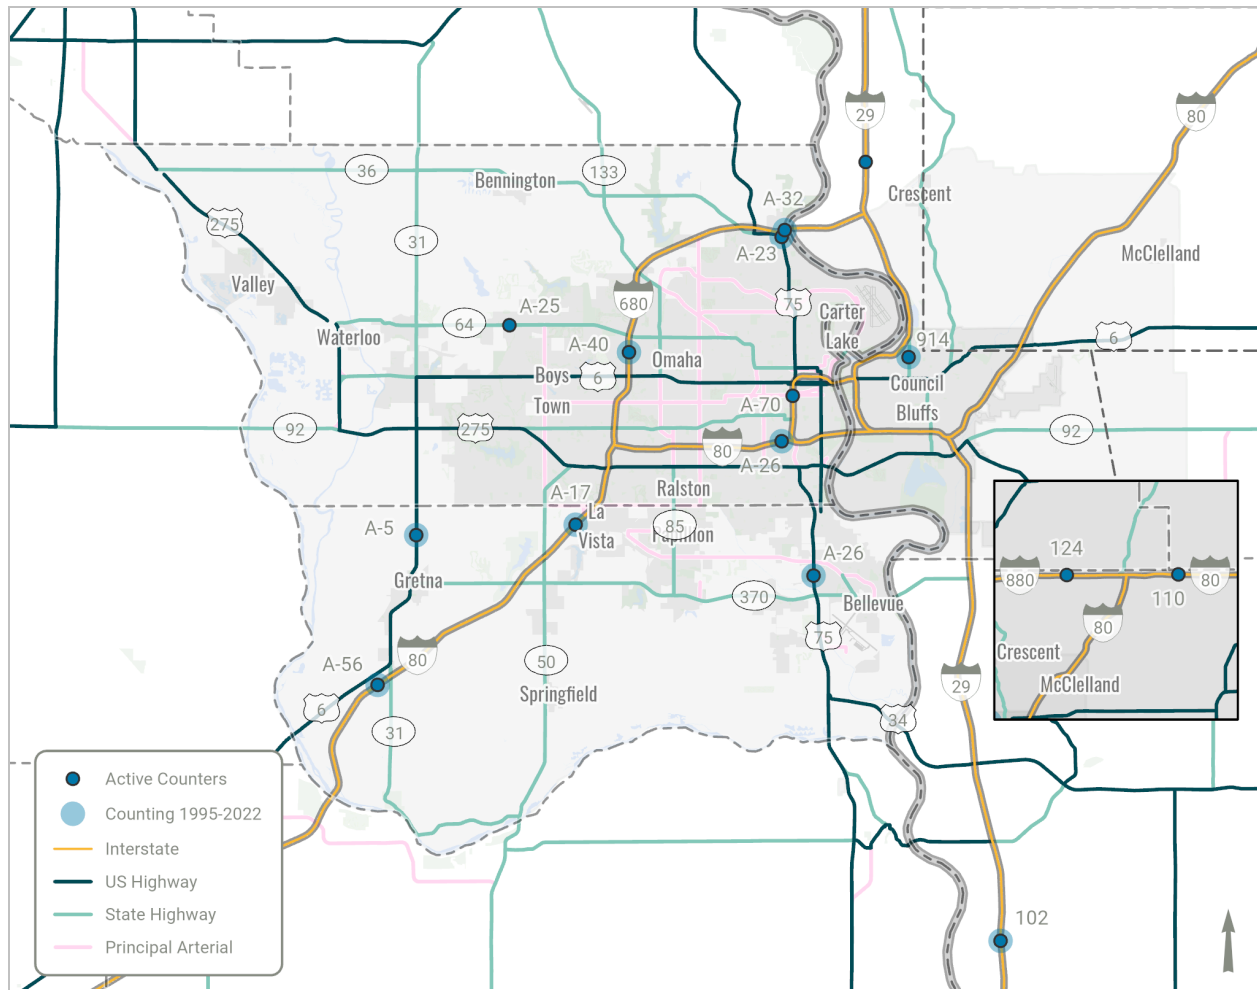 29
80
36
Bennington
133
A-32
Crescent
275
31
A-23
McClelland
Valley
680
75
A-25
Carter
Lake
64
Waterloo
A-40
914
6
Omaha
Boys
Town
6
Council
Bluffs
A-70
92
275
80
92
A-26
A-17
Ralston
La
Vista
A-5
85
124
880
80
110
80
Crescent
McClelland
Gretna
A-26
370
Bellevue
75
A-56
80
50
29
6
Springfield
34
31
Active Counters
Counting 1995-2022
Interstate
US Highway
State Highway
Principal Arterial
102